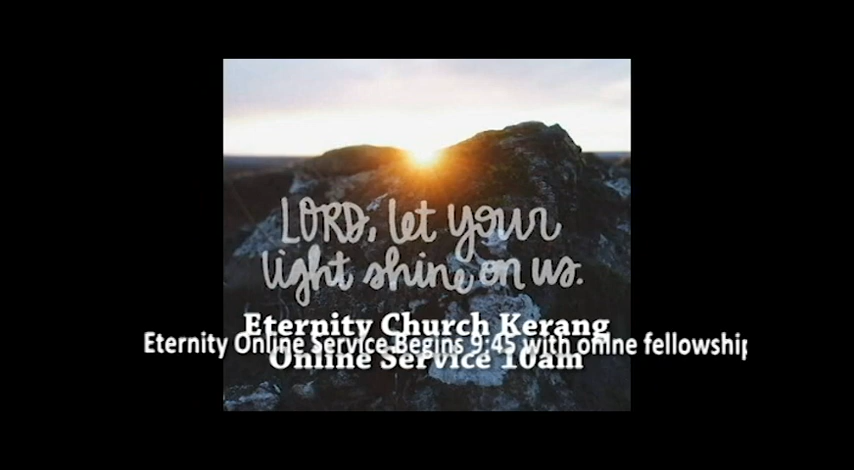 LORD, let your
light shine on us.
Eternity Church Kerang
Eternity Online Service Begins 9:45 with online fellowship
Online Service 10am